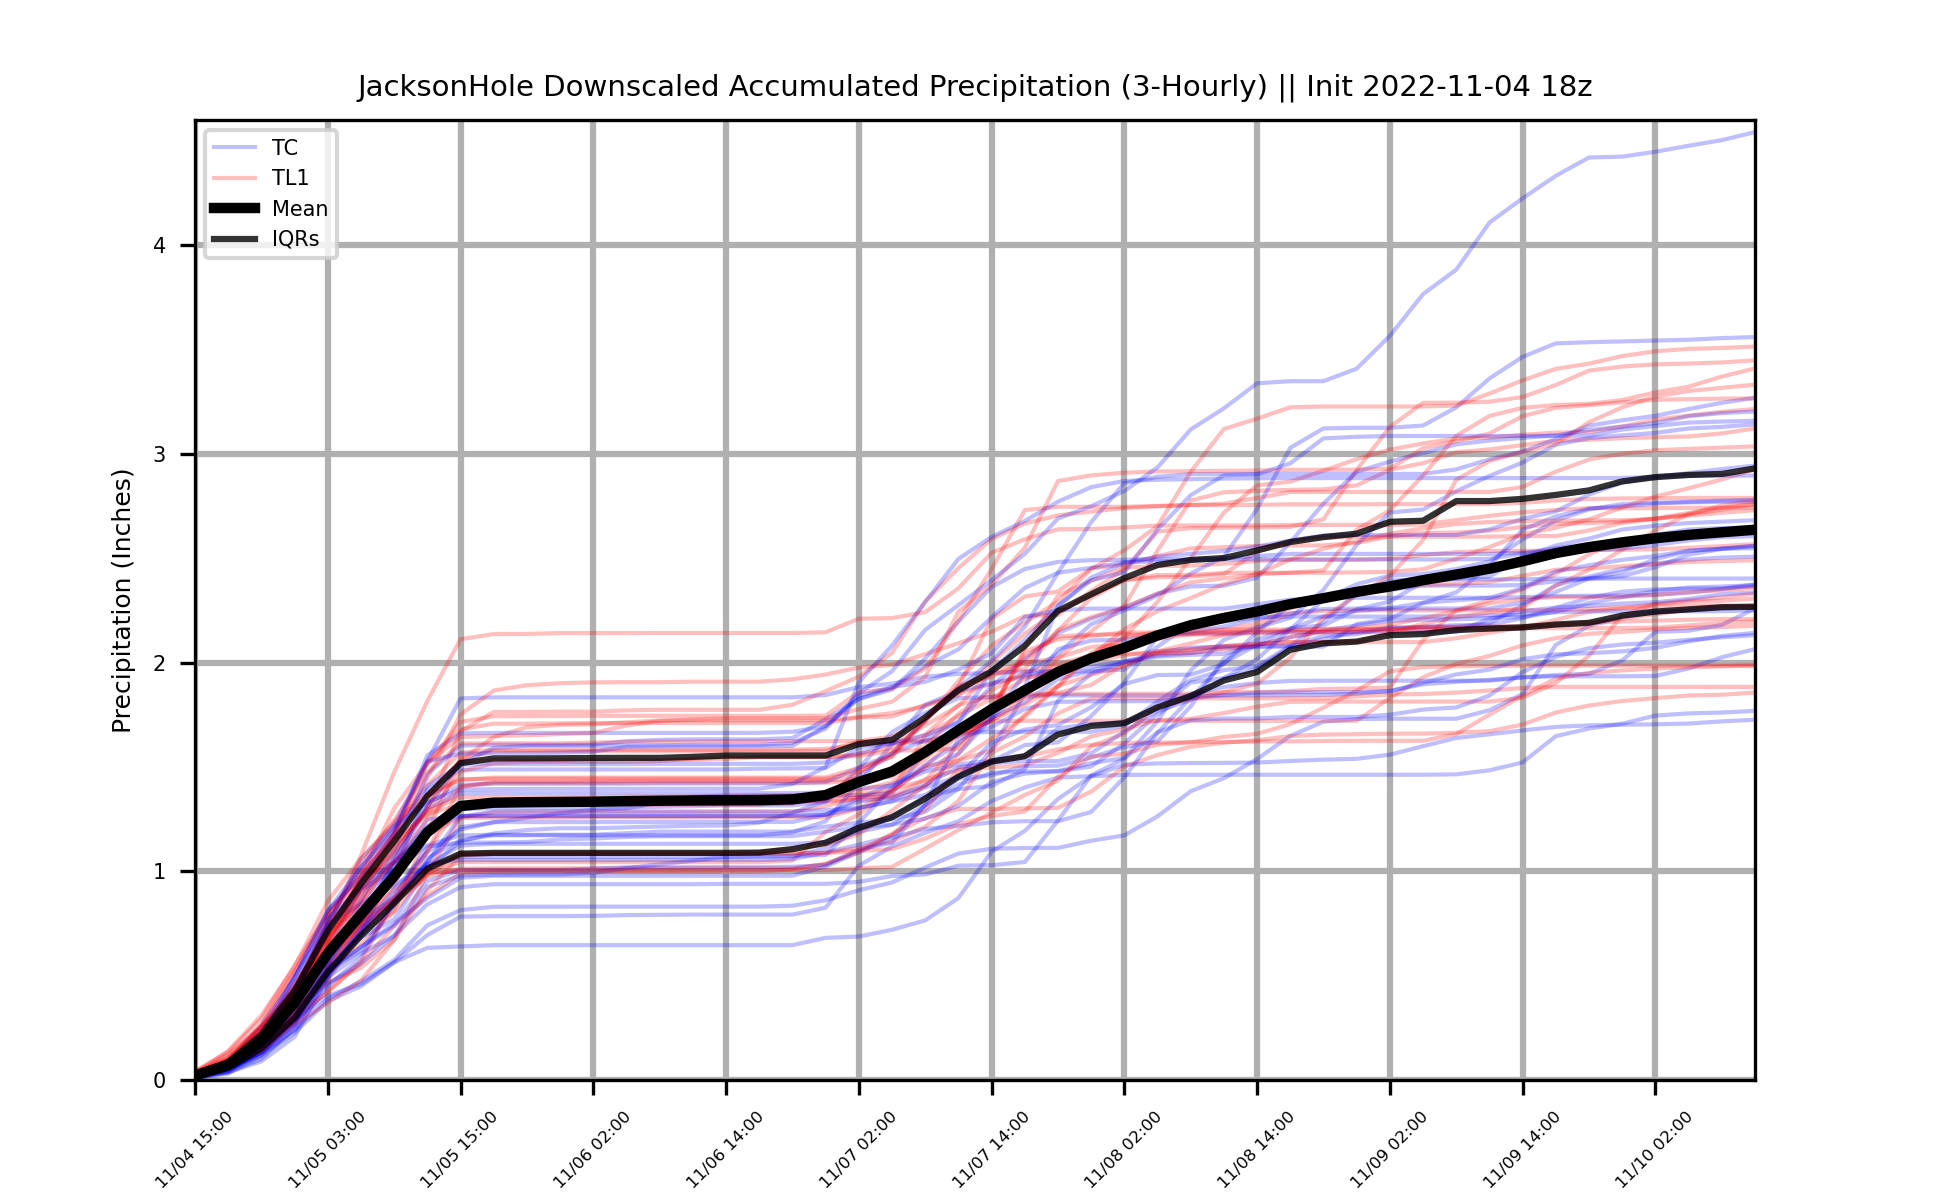 JacksonHole Downscaled Accumulated Precipitation (3-Hourly) || Init 2022-11-04 18z
TC
TL1
Mean
IQRs
Precipitation (Inches)
4
3
2
1
0
11/04 15:00
11/05 03:00
11/05 15:00
11/06 02:00
11/06 14:00
11/07 02:00
11/07 14:00
11/08 02:00
11/08 14:00
11/09 02:00
11/09 14:00
11/10 02:00